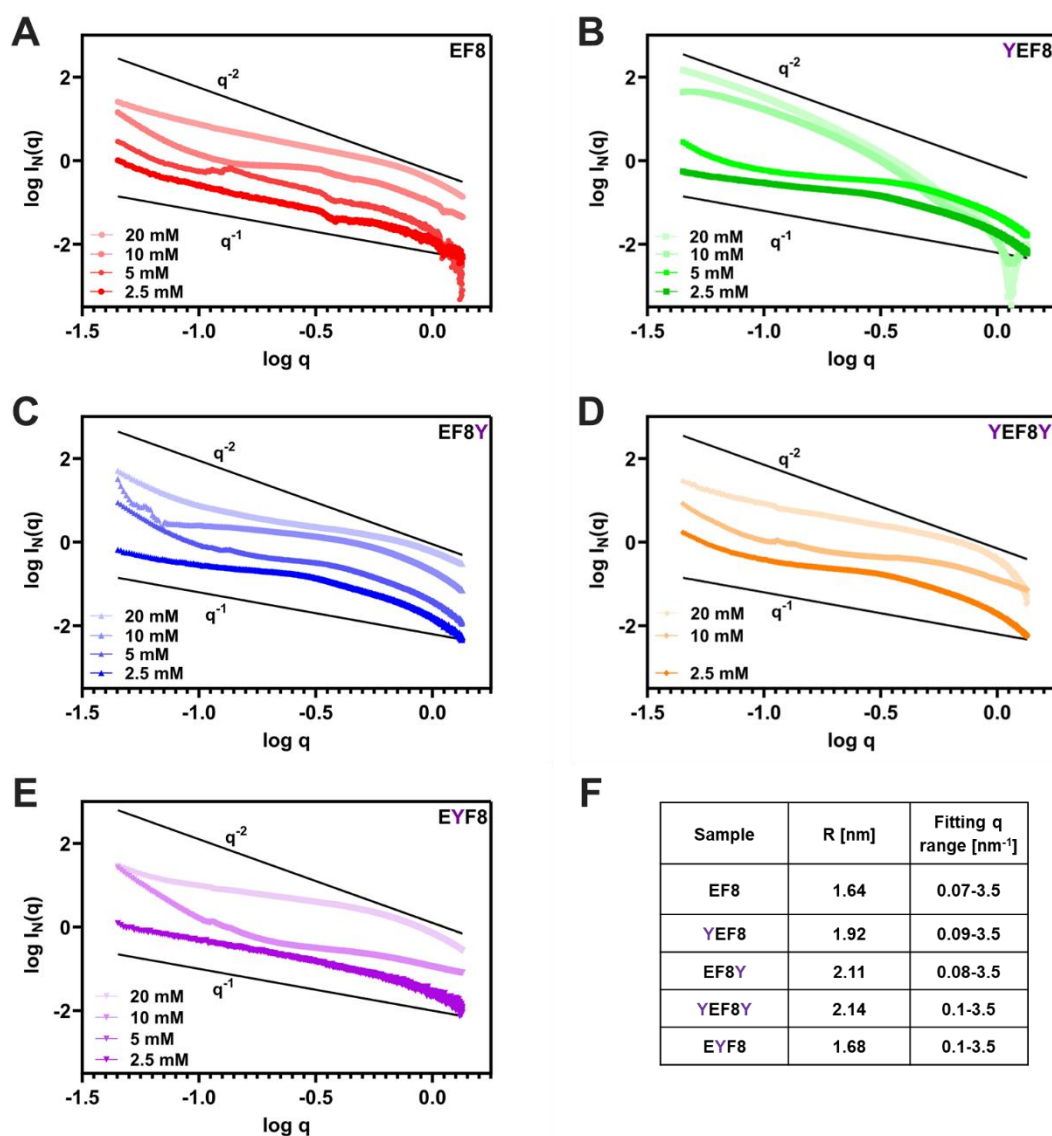 A
EF8
q-2
q-1
log IN(q)
2
0
-2
20 mM
10 mM
5 mM
2.5 mM
-1.5
-1.0
-0.5
0.0
log q
B
YEF8
q-2
q-1
log IN(q)
2
0
-2
20 mM
10 mM
5 mM
2.5 mM
-1.5
-1.0
-0.5
0.0
log q
C
EF8Y
q-2
q-1
log IN(q)
2
0
-2
20 mM
10 mM
5 mM
2.5 mM
-1.5
-1.0
-0.5
0.0
log q
D
YEF8Y
q-2
q-1
log IN(q)
2
0
-2
20 mM
10 mM
2.5 mM
-1.5
-1.0
-0.5
0.0
log q
E
EYF8
q-2
q-1
log IN(q)
2
0
-2
20 mM
10 mM
5 mM
2.5 mM
-1.5
-1.0
-0.5
0.0
log q
F
Sample R [nm] Fitting q
range [nm-1]
EF8 1.64 0.07-3.5
YEF8 1.92 0.09-3.5
EF8Y 2.11 0.08-3.5
YEF8Y 2.14 0.1-3.5
EYF8 1.68 0.1-3.5